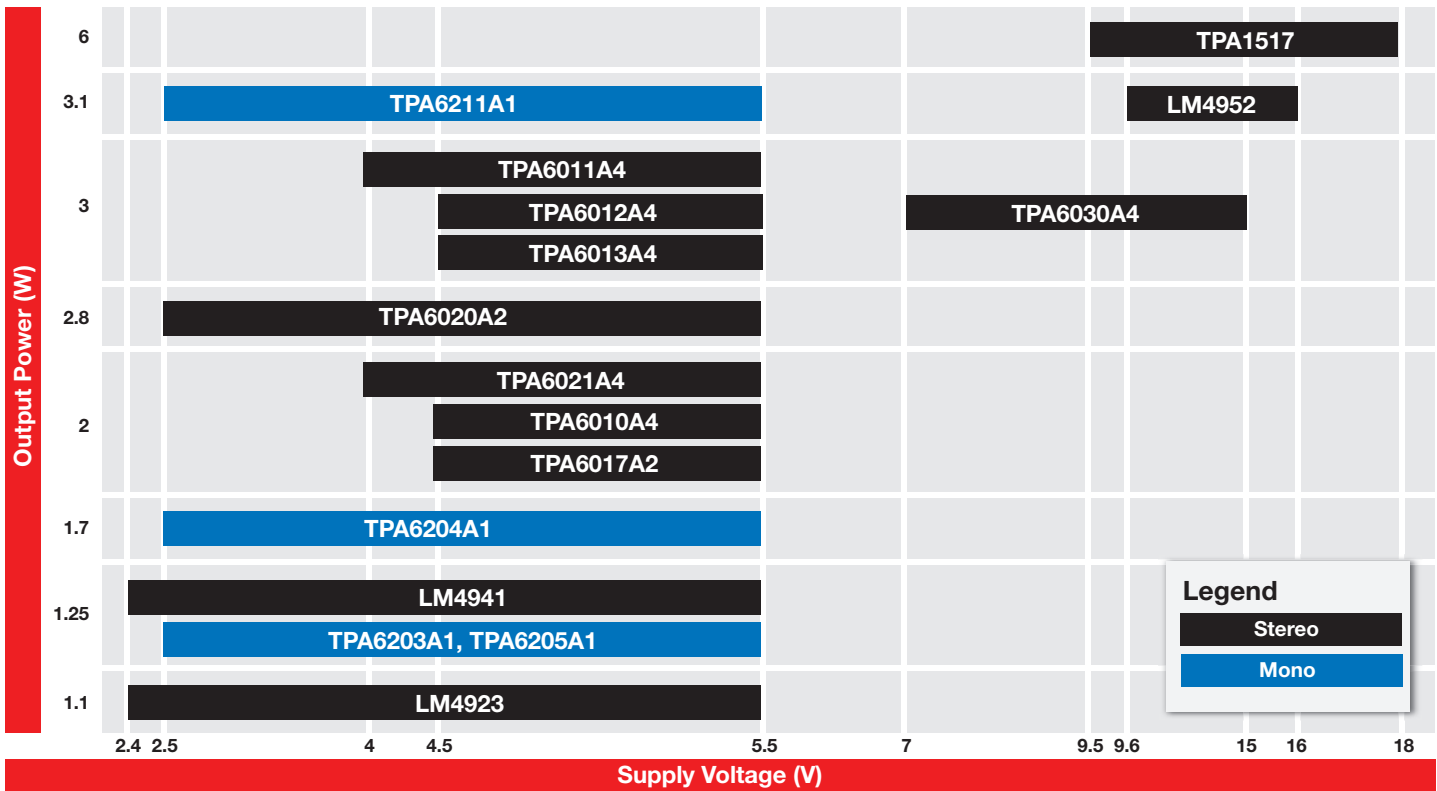 Output Power (W)
6
TPA1517
3.1
TPA6211A1
LM4952
3
TPA6011A4
TPA6012A4
TPA6030A4
TPA6013A4
2.8
TPA6020A2
2
TPA6021A4
TPA6010A4
TPA6017A2
1.7
TPA6204A1
1.25
LM4941
TPA6203A1, TPA6205A1
1.1
LM4923
Legend
Stereo
Mono
2.4 2.5 4 4.5 5.5 7 9.5 9.6 15 16 18
Supply Voltage (V)